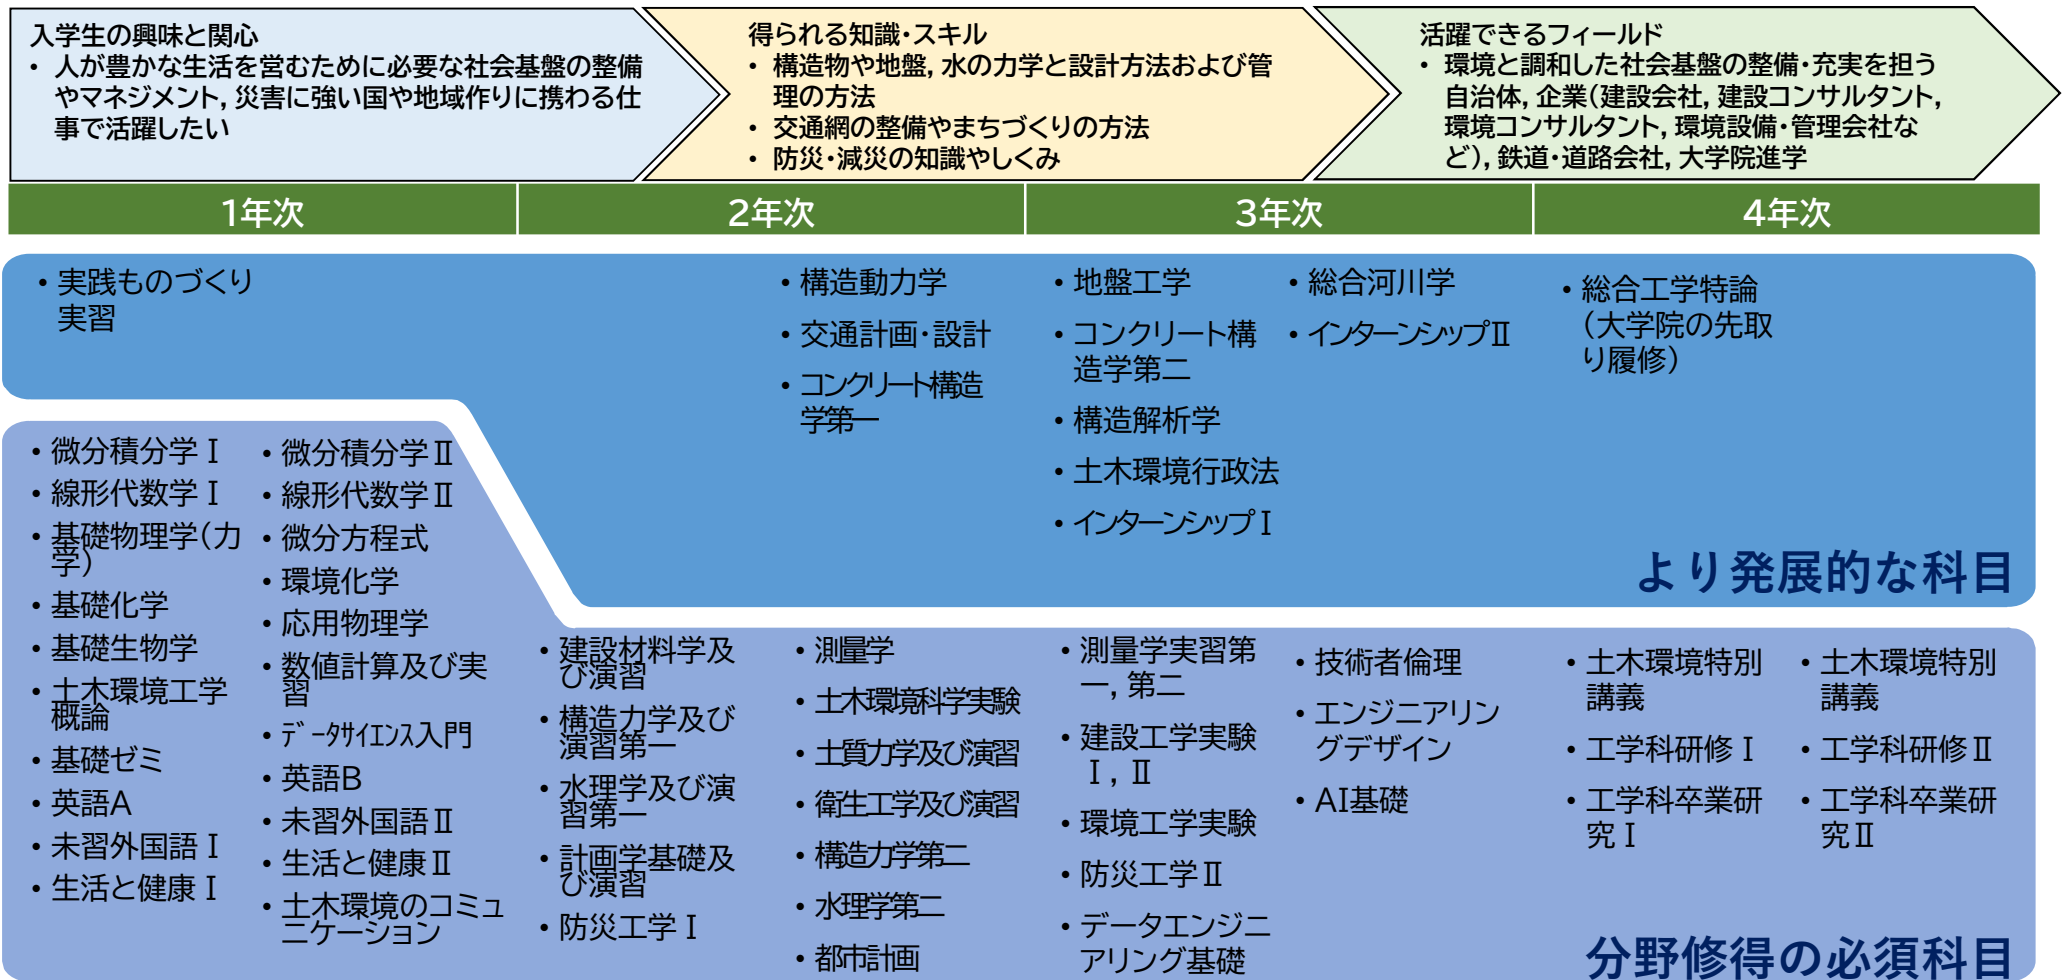 入学生の興味と関心
• 人が豊かな生活を営むために必要な社会基盤の整備
やマネジメント，災害に強い国や地域作りに携わる仕
事で活躍したい
得られる知識・スキル
• 構造物や地盤，水の力学と設計方法および管
理の方法
• 交通網の整備やまちづくりの方法
• 防災・減災の知識やしくみ
活躍できるフィールド
• 環境と調和した社会基盤の整備・充実を担う
自治体，企業（建設会社，建設コンサルタント，
環境コンサルタント，環境設備・管理会社な
ど），鉄道・道路会社，大学院進学
1年次
2年次
3年次
4年次
• 実践ものづくり
実習
• 構造動力学
• 交通計画・設計
• コンクリート構造
学第一
• 地盤工学
• コンクリート構
造学第二
• 構造解析学
• 土木環境行政法
• インターンシップⅠ
• 総合河川学
• インターンシップⅡ
• 総合工学特論
（大学院の先取
り履修）
より発展的な科目
• 微分積分学Ⅰ
• 線形代数学Ⅰ
• 基礎物理学（力
学）
• 基礎化学
• 基礎生物学
• 土木環境工学
概論
• 基礎ゼミ
• 英語A
• 未習外国語Ⅰ
• 生活と健康Ⅰ
• 微分積分学Ⅱ
• 線形代数学Ⅱ
• 微分方程式
• 環境化学
• 応用物理学
• 数値計算及び実
習
• ﾃﾞｰﾀｻｲｴﾝｽ入門
• 英語B
• 未習外国語Ⅱ
• 生活と健康Ⅱ
• 土木環境のコミュ
ニケーション
• 建設材料学及
び演習
• 構造力学及び
演習第一
• 水理学及び演
習第一
• 計画学基礎及
び演習
• 防災工学Ⅰ
• 測量学
• 土木環境科学実験
• 土質力学及び演習
• 衛生工学及び演習
• 構造力学第二
• 水理学第二
• 都市計画
• 測量学実習第
一，第二
• 建設工学実験
Ⅰ，Ⅱ
• 環境工学実験
• 防災工学Ⅱ
• データエンジニ
アリング基礎
• 技術者倫理
• エンジニアリン
グデザイン
• AI基礎
• 土木環境特別
講義
• 工学科研修Ⅰ
• 工学科卒業研
究Ⅰ
• 土木環境特別
講義
• 工学科研修Ⅱ
• 工学科卒業研
究Ⅱ
分野修得の必須科目